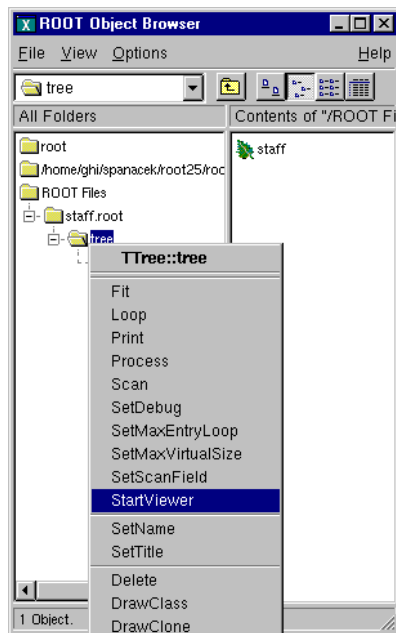 ROOT Object Browser
File View Options Help
tree
All Folders
Contents of "/ROOT Fi
root
/home/ghi/spanacek/root25/roc
ROOT Files
staff.root
tree
staff
TTree::tree
Fit
Loop
Print
Process
Scan
SetDebug
SetMaxEntryLoop
SetMaxVirtualSize
SetScanField
StartViewer
SetName
SetTitle
Delete
DrawClass
DrawClone
1 Object.